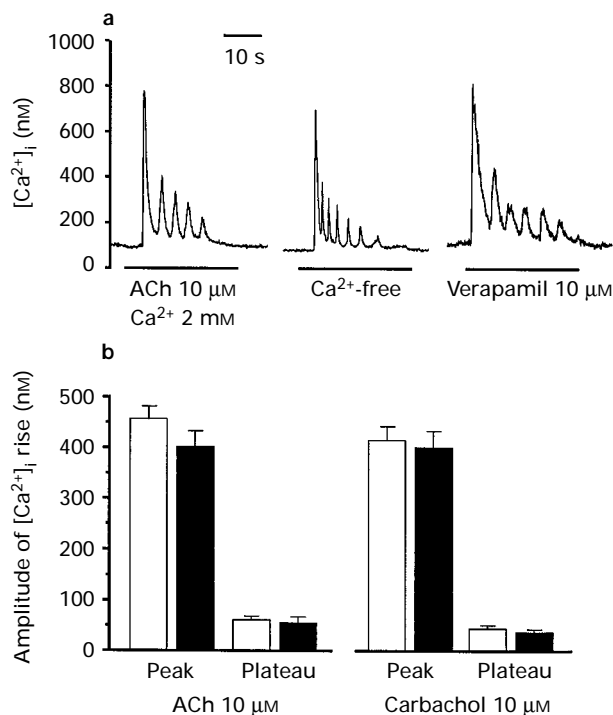 a
1000
800
600
400
200
0
[Ca²⁺]ᵢ (nM)
10 s
ACh 10 μM
Ca²⁺ 2 mM
Ca²⁺-free
Verapamil 10 μM
b
500
400
300
200
100
50
0
Amplitude of [Ca²⁺]ᵢ rise (nM)
Peak Plateau Peak Plateau
ACh 10 μM Carbachol 10 μM